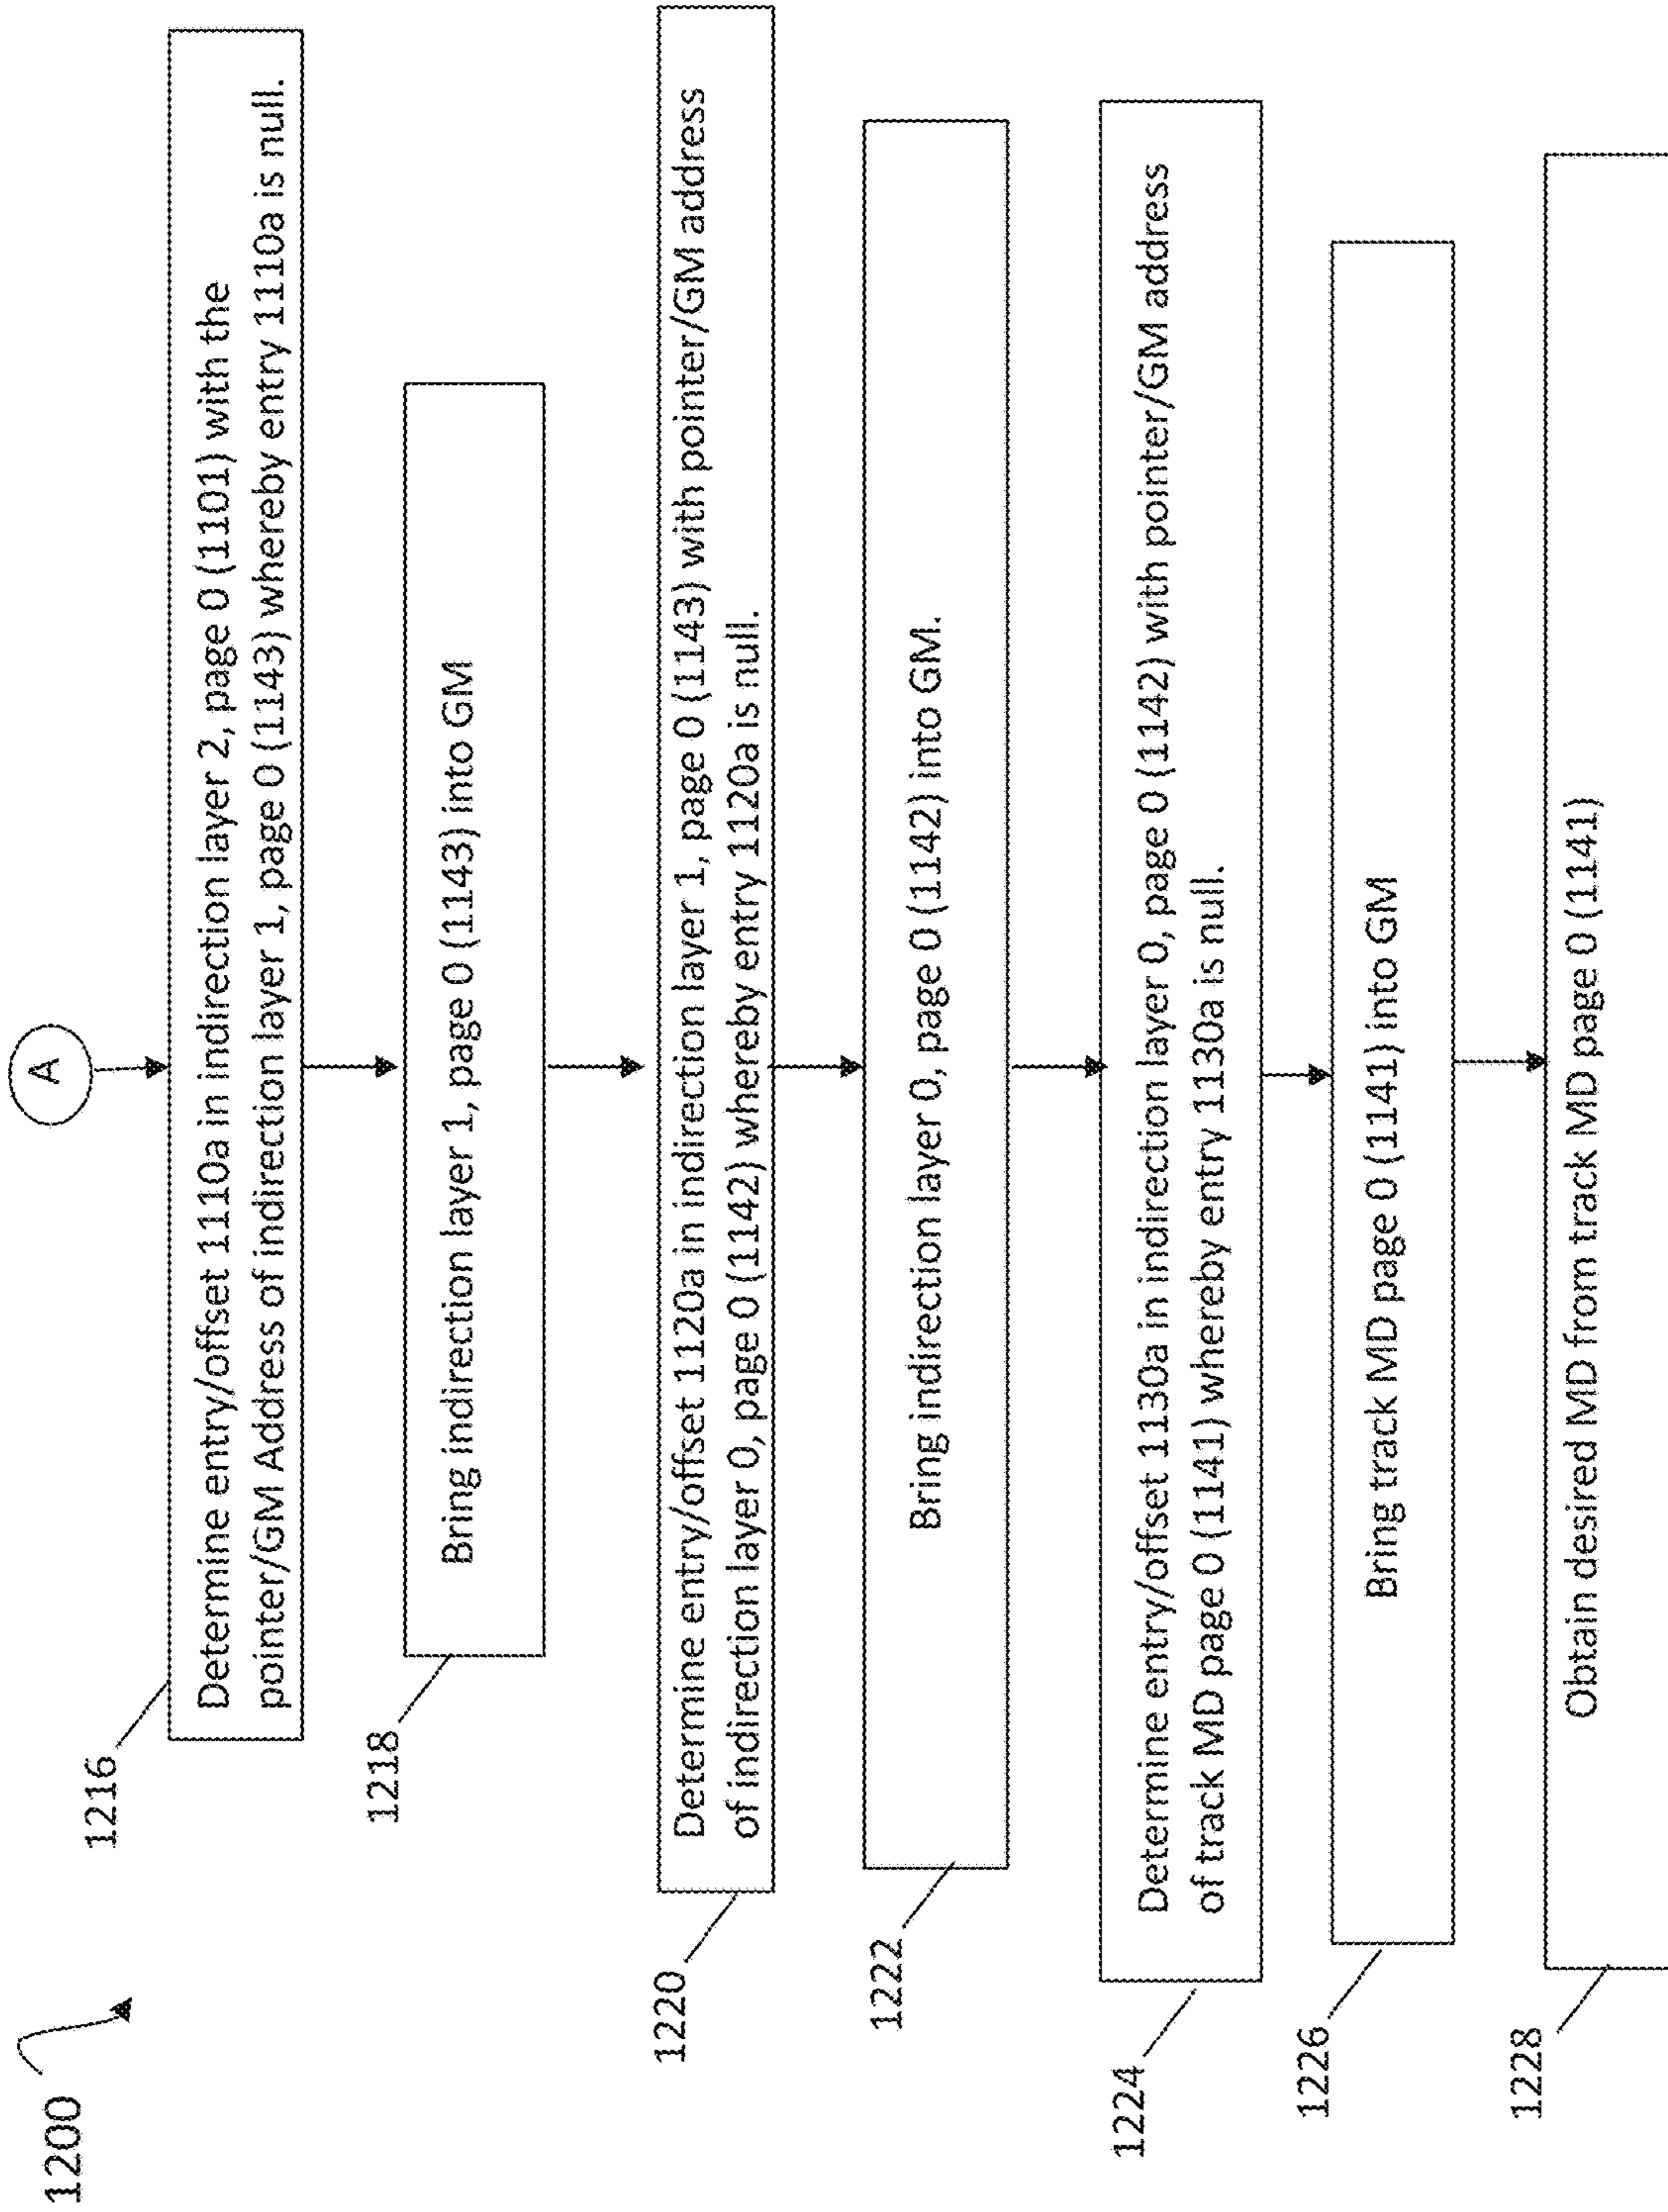 1200
A
1216
Determine entry/offset 1110a in indirection layer 2, page 0 (1101) with the
pointer/GM Address of indirection layer 1, page 0 (1143) whereby entry 1110a is null.
1218
Bring indirection layer 1, page 0 (1143) into GM
1220
Determine entry/offset 1120a in indirection layer 1, page 0 (1143) with pointer/GM address
of indirection layer 0, page 0 (1142) whereby entry 1120a is null.
1222
Bring indirection layer 0, page 0 (1142) into GM.
1224
Determine entry/offset 1130a in indirection layer 0, page 0 (1142) with pointer/GM address
of track MD page 0 (1141) whereby entry 1130a is null.
1226
Bring track MD page 0 (1141) into GM
1228
Obtain desired MD from track MD page 0 (1141)